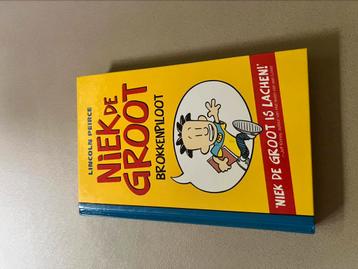 LINCOLN PEIRCE
NIEK DE
GROOT
BROKKENPILOOT
'NIEK DE GROOT IS LACHEN!'